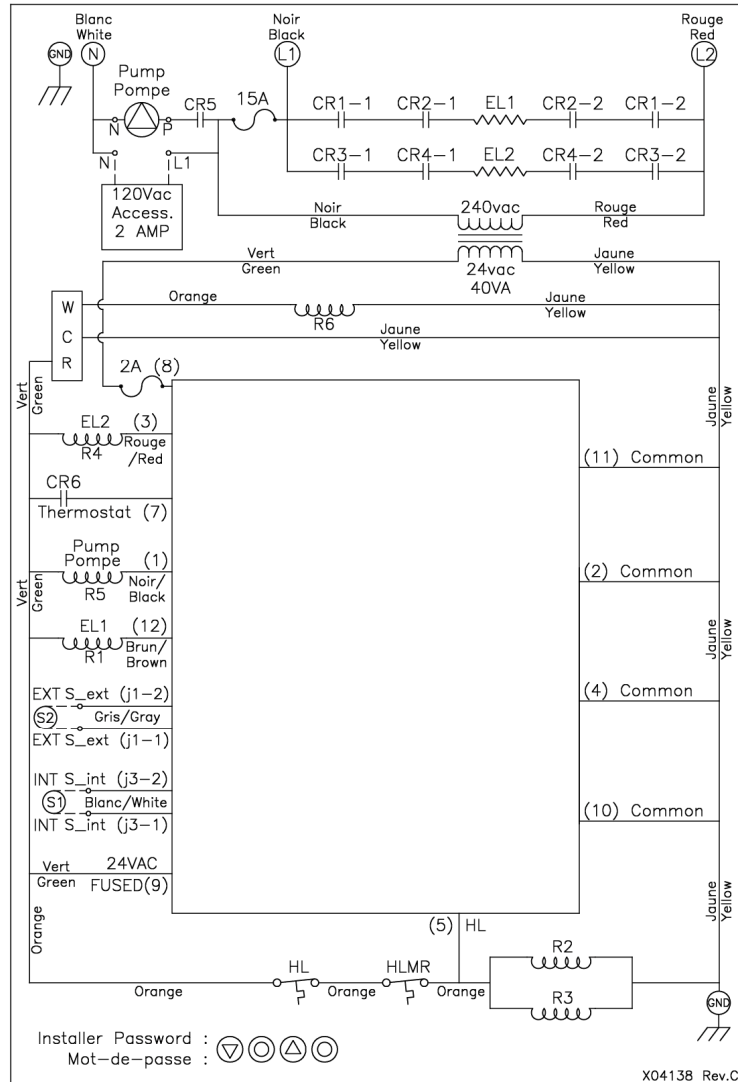 Blanc
White
N
GND
Noir
Black
L1
Rouge
Red
L2
Pump
Pompe
N
P
CR5
15A
CR1-1
CR2-1
EL1
CR2-2
CR1-2
CR3-1
CR4-1
EL2
CR4-2
CR3-2
N
L1
120Vac
Access.
2 AMP
Noir
Black
240vac
Rouge
Red
Vert
Green
24vac
40VA
Jaune
Yellow
W
C
R
Orange
R6
Jaune
Yellow
Jaune
Yellow
Vert
Green
2A (8)
Jaune
Yellow
EL2 (3)
R4
Rouge
/Red
(11) Common
CR6
Thermostat (7)
Pump
Pompe (1)
R5
Noir/
Black
(2) Common
Vert
Green
EL1 (12)
R1
Brun/
Brown
Jaune
Yellow
EXT S_ext (j1-2)
S2
Gris/Gray
EXT S_ext (j1-1)
(4) Common
INT S_int (j3-2)
S1
Blanc/White
INT S_int (j3-1)
(10) Common
Vert
Green
24VAC
FUSED(9)
Orange
Jaune
Yellow
(5) HL
HL
HLMR
R2
R3
Orange
Orange
Orange
GND
Installer Password :
Mot-de-passe :
X04138 Rev.C